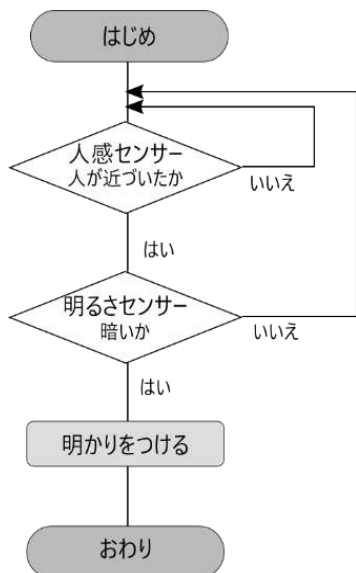 はじめ
人感センサー
人が近づいたか
いいえ
はい
明るさセンサー
暗いか
いいえ
はい
明かりをつける
おわり